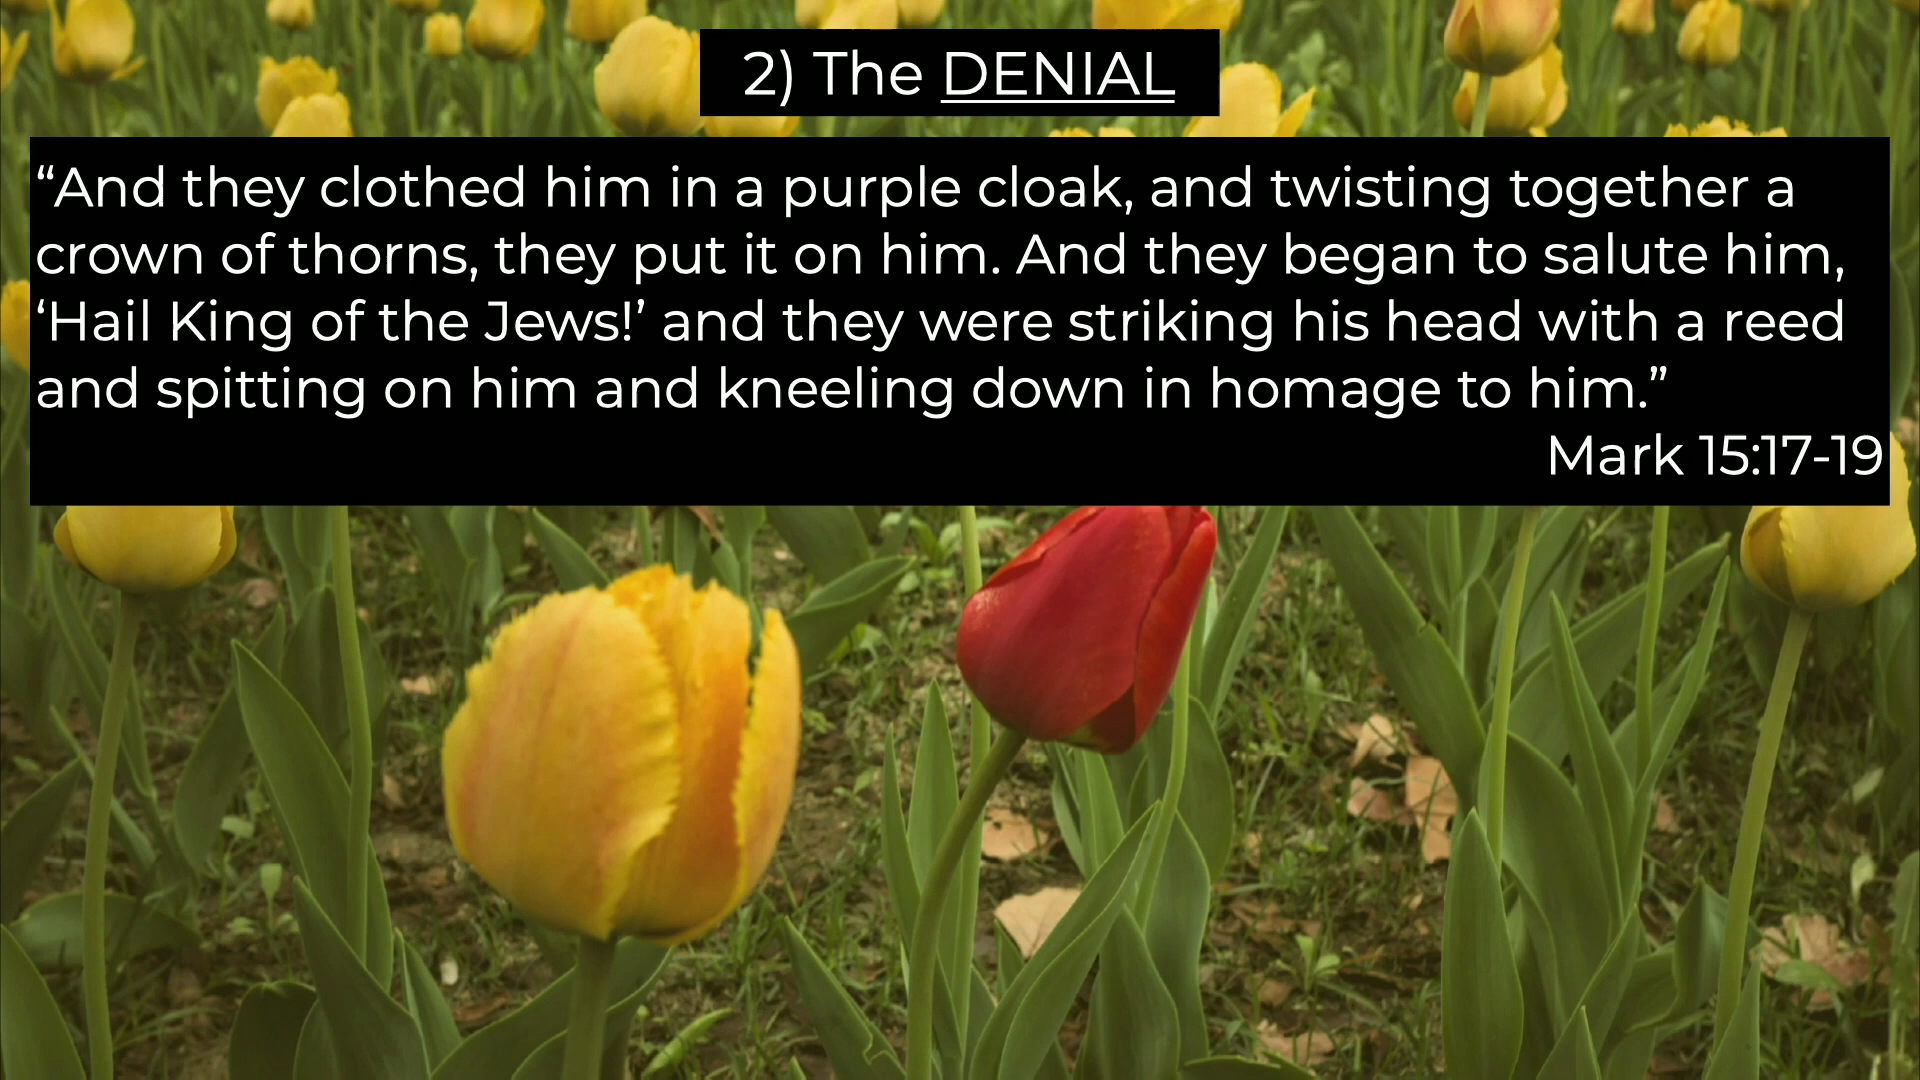 2) The DENIAL
“And they clothed him in a purple cloak, and twisting together a
crown of thorns, they put it on him. And they began to salute him,
‘Hail King of the Jews!’ and they were striking his head with a reed
and spitting on him and kneeling down in homage to him.”
Mark 15:17-19